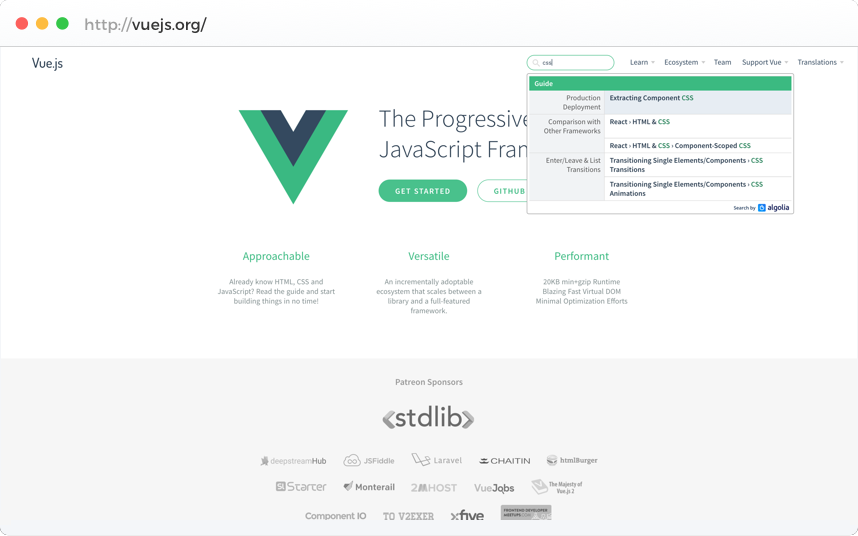 http://vuejs.org/
Vue.js
css
Learn
Ecosystem
Team
Support Vue
Translations
Guide
Production
Deployment
Extracting Component CSS
Comparison with
Other Frameworks
React › HTML & CSS
React › HTML & CSS › Component-Scoped CSS
Enter/Leave & List
Transitions
Transitioning Single Elements/Components › CSS
Transitions
Transitioning Single Elements/Components › CSS
Animations
Search by algolia
The Progressive
JavaScript Fran
GET STARTED
GITHUB
Approachable
Already know HTML, CSS and
JavaScript? Read the guide and start
building things in no time!
Versatile
An incrementally adoptable
ecosystem that scales between a
library and a full-featured
framework.
Performant
20KB min+gzip Runtime
Blazing Fast Virtual DOM
Minimal Optimization Efforts
Patreon Sponsors
<stdlib>
deepstreamHub
JSFiddle
Laravel
CHAITIN
htmlBurger
Starter
Monterail
2MHOST
VueJobs
The Majesty of
Vue.js 2
Component IO
TO V2EXER
xfive
FRONTEND DEVELOPER